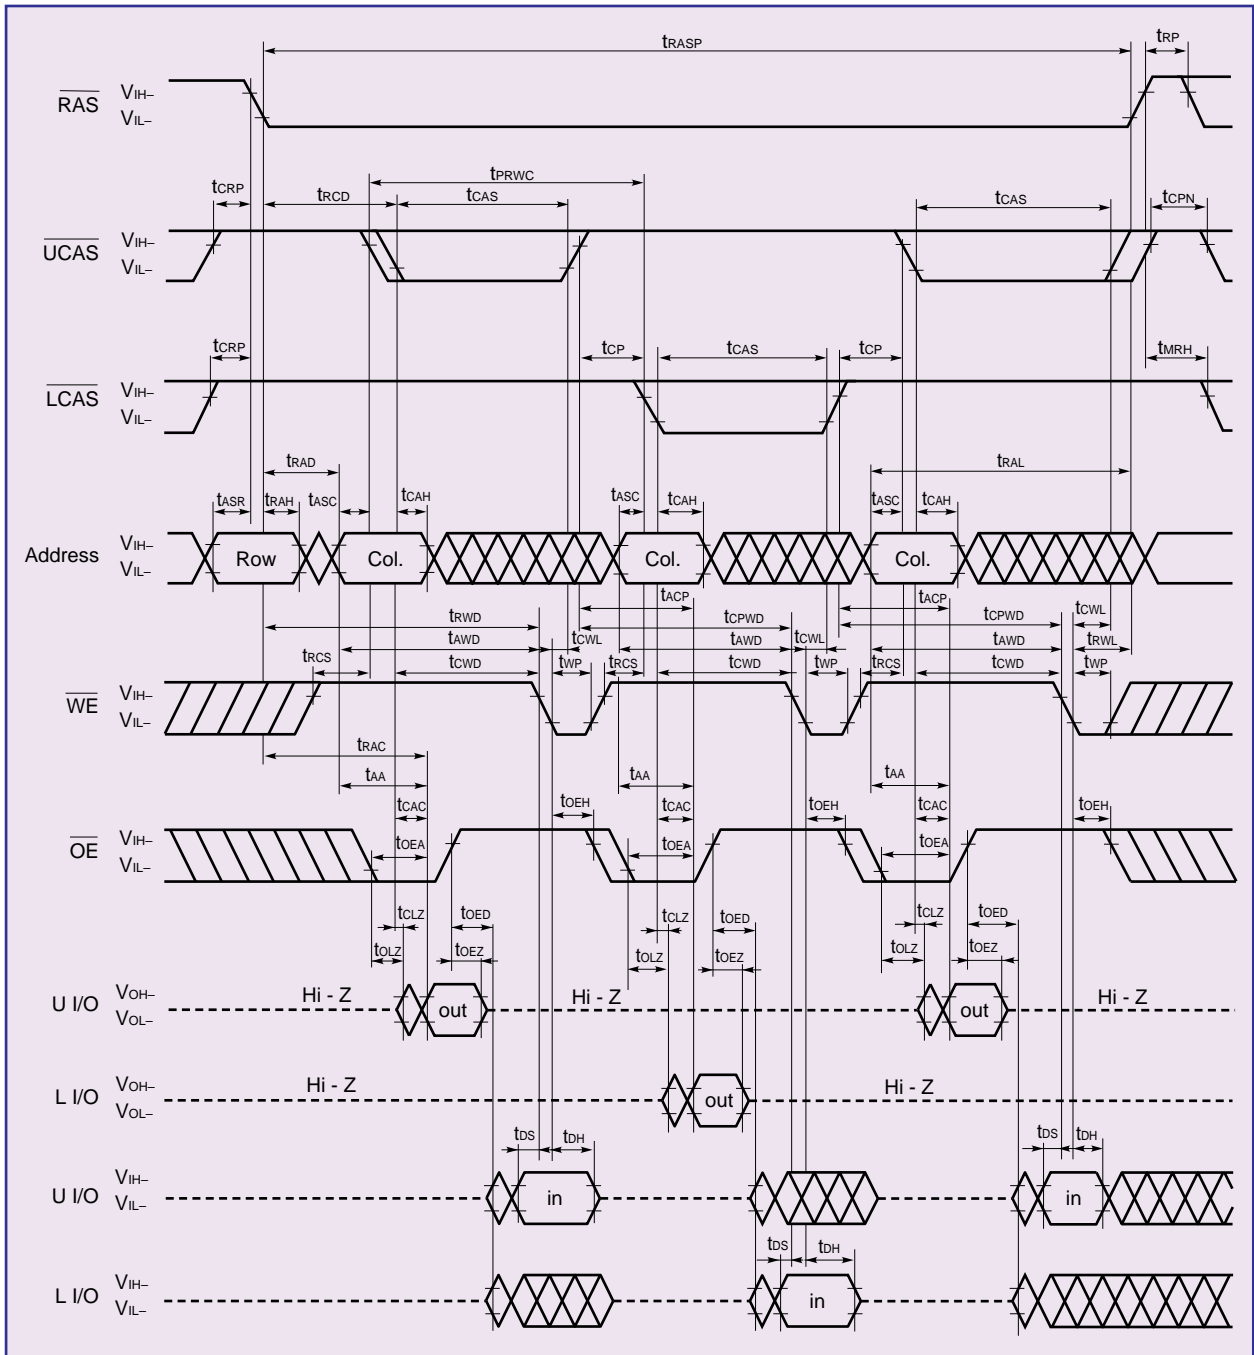 tRASP tRP
RAS VIH–
VIL–
tCRP tRCD tPRWC tCAS tCAS tCPN
UCAS VIH–
VIL–
tCRP tCP tCAS tCP tMRH
LCAS VIH–
VIL–
tRAD tRAL
tASR tRAH tASC tCAH tASC tCAH tASC tCAH
Address VIH–
VIL–
Row Col. Col. Col.
tACP tACP
tRWD tCPWD tCPWD tCWL
tAWD tCWL tAWD tCWL tAWD tRWL
tRCS tCWD tWP tRCS tCWD tWP tRCS tCWD tWP
WE VIH–
VIL–
tRAC
tAA tAA tAA
tCAC tOEH tCAC tOEH tCAC tOEH
OE VIH–
VIL–
tOEA tOEA tOEA
tCLZ tOED tCLZ tOED tCLZ tOED
tOLZ tOEZ tOLZ tOEZ tOLZ tOEZ
U I/O VOH–
VOL–
Hi - Z out Hi - Z out Hi - Z
L I/O VOH–
VOL–
Hi - Z out Hi - Z
tDS tDH tDS tDH
U I/O VIH–
VIL–
in in
tDS tDH
L I/O VIH–
VIL–
in